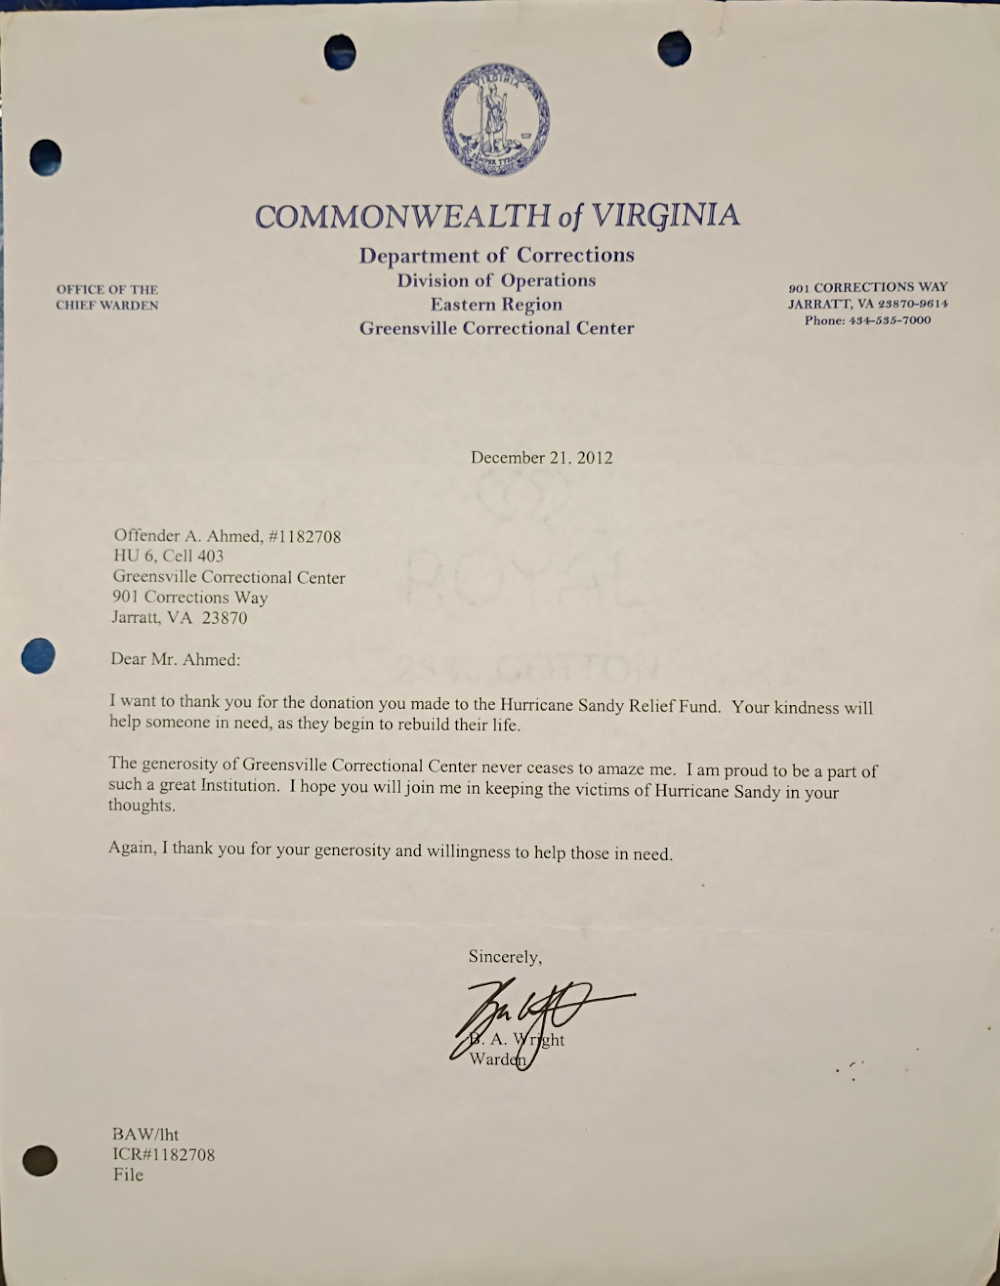 VIRGINIA
SEMPER TYRANNIS
COMMONWEALTH of VIRGINIA
Department of Corrections
Division of Operations
Eastern Region
Greensville Correctional Center
OFFICE OF THE
CHIEF WARDEN
901 CORRECTIONS WAY
JARRATT, VA 23870-9614
Phone: 434-535-7000
December 21, 2012
Offender A. Ahmed, #1182708
HU 6, Cell 403
Greensville Correctional Center
901 Corrections Way
Jarratt, VA 23870
Dear Mr. Ahmed:
I want to thank you for the donation you made to the Hurricane Sandy Relief Fund. Your kindness will
help someone in need, as they begin to rebuild their life.
The generosity of Greensville Correctional Center never ceases to amaze me. I am proud to be a part of
such a great Institution. I hope you will join me in keeping the victims of Hurricane Sandy in your
thoughts.
Again, I thank you for your generosity and willingness to help those in need.
Sincerely,
B. A. Wright
Warden
BAW/lht
ICR#1182708
File